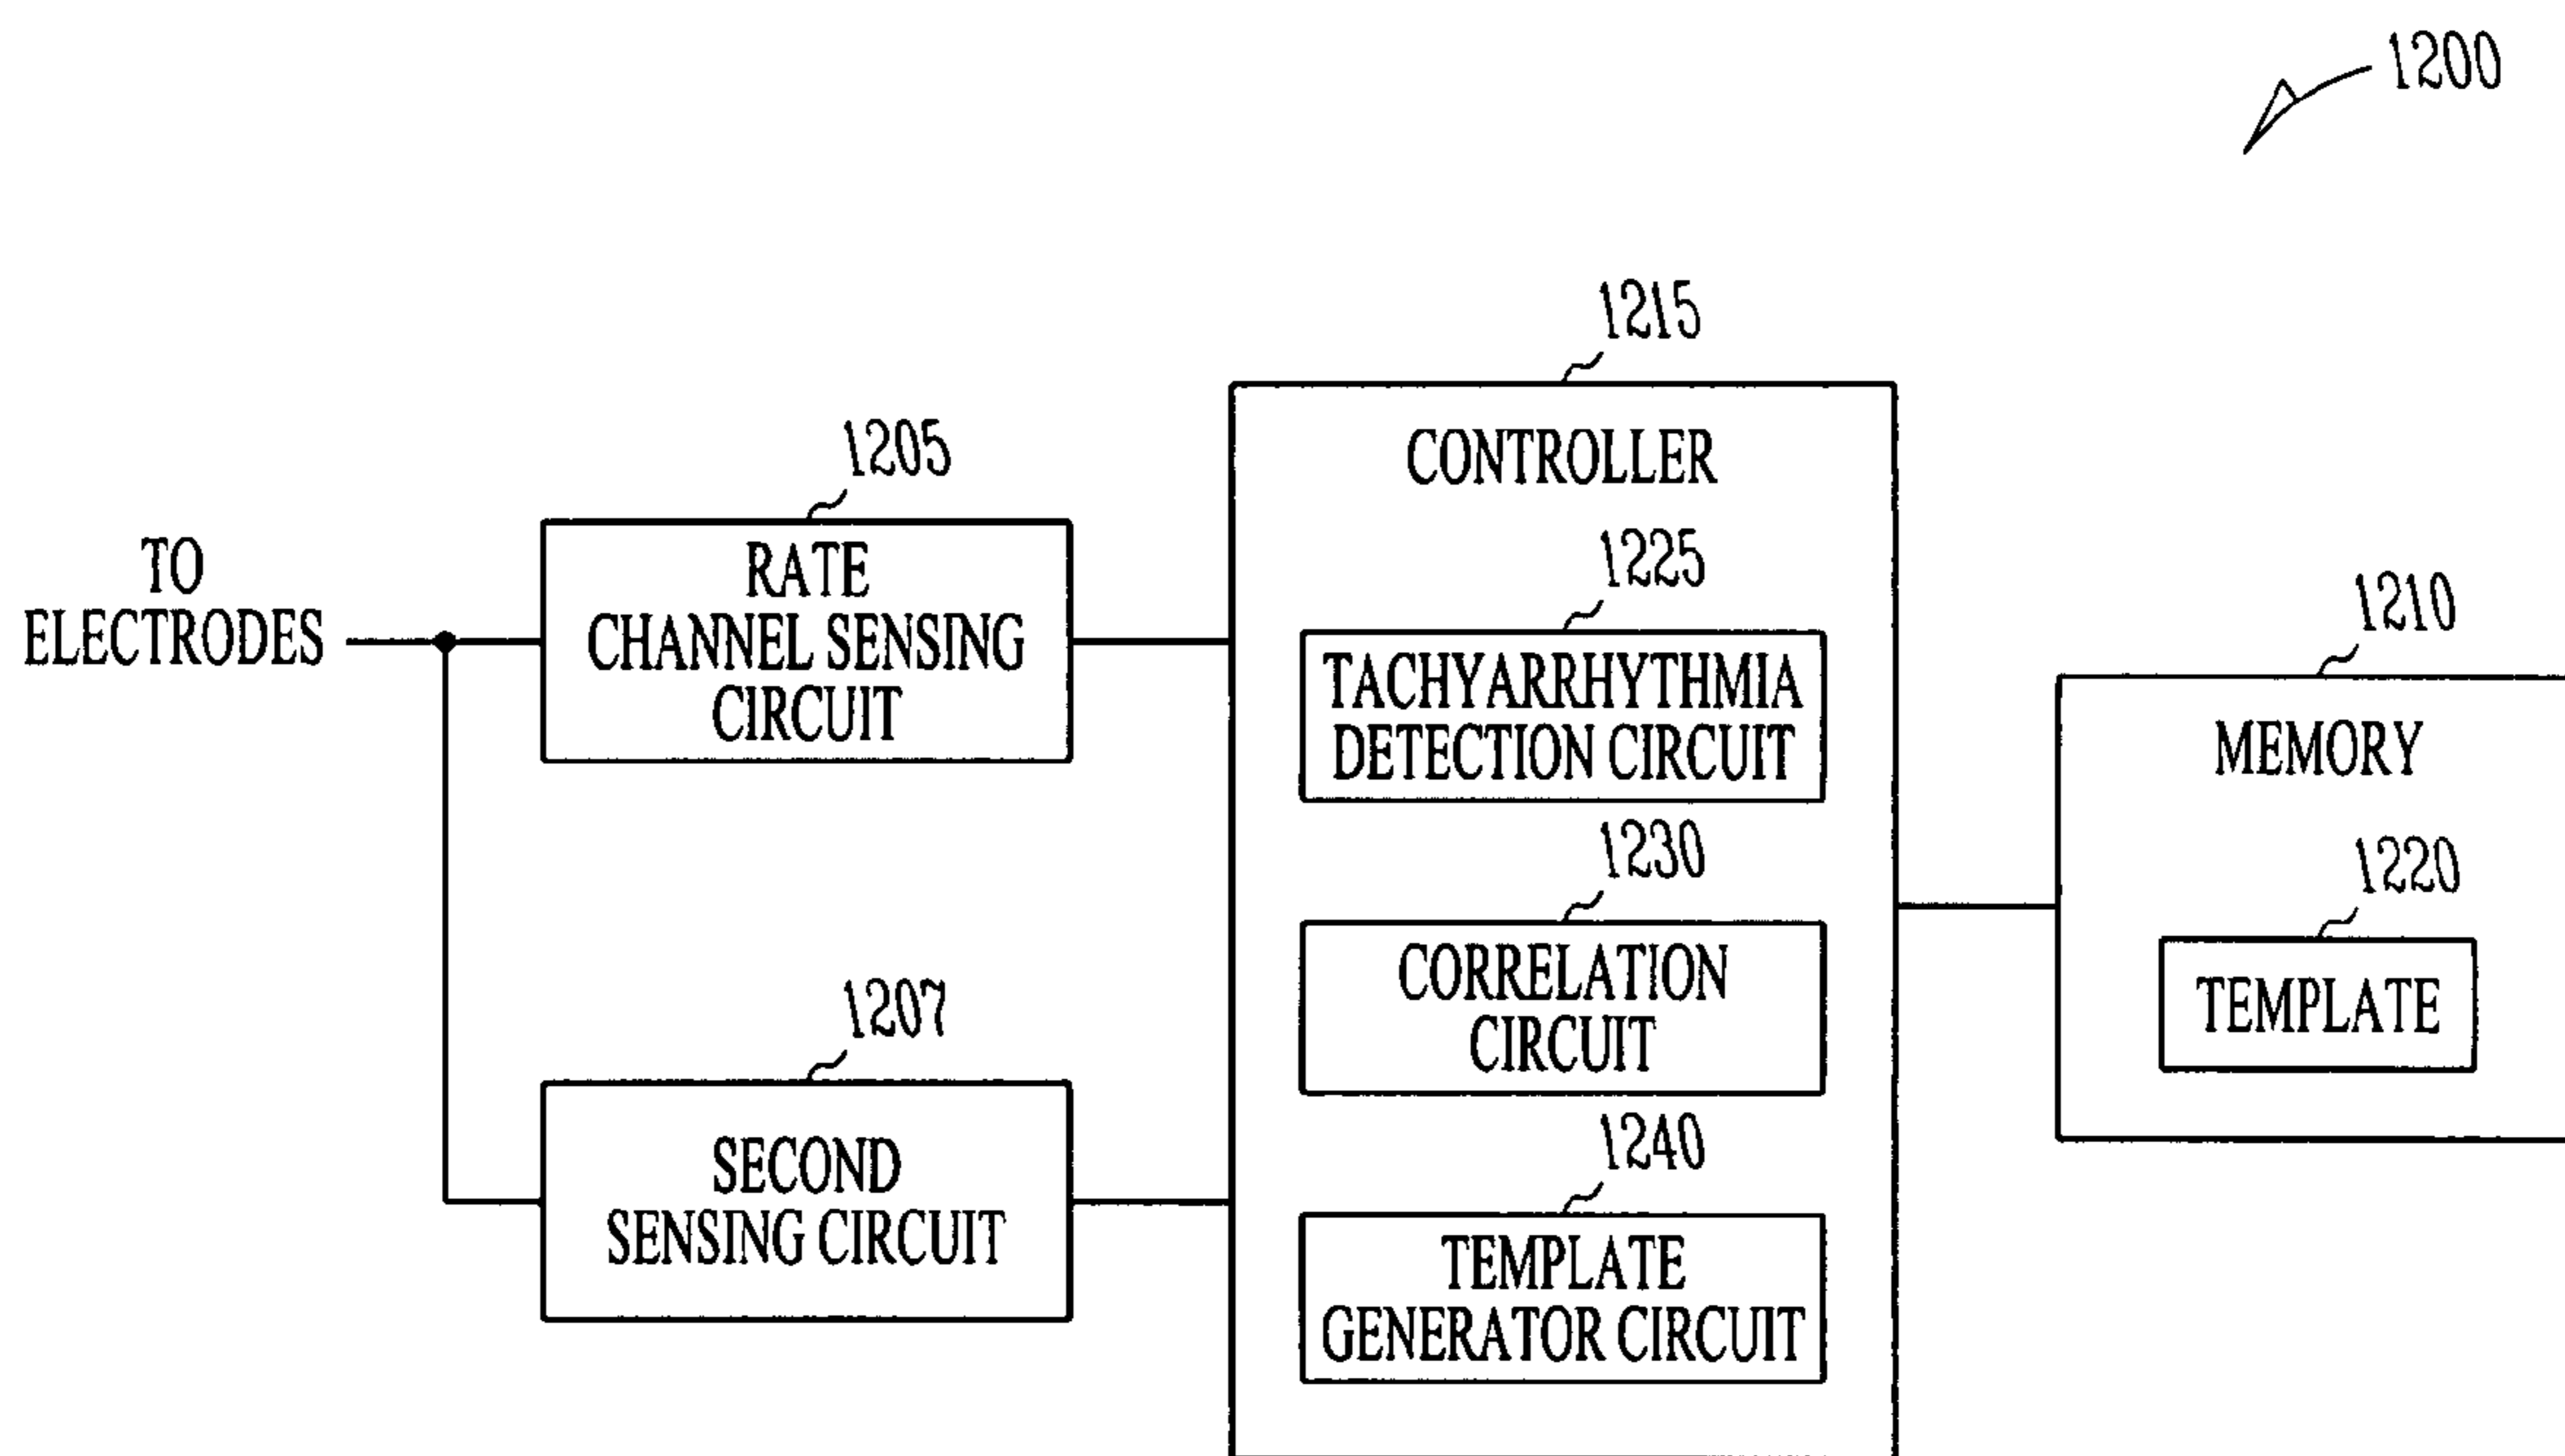 1200
1215
CONTROLLER
1205
TO
ELECTRODES
RATE
CHANNEL SENSING
CIRCUIT
1225
TACHYARRHYTHMIA
DETECTION CIRCUIT
1210
MEMORY
1230
CORRELATION
CIRCUIT
1220
TEMPLATE
1207
SECOND
SENSING CIRCUIT
1240
TEMPLATE
GENERATOR CIRCUIT